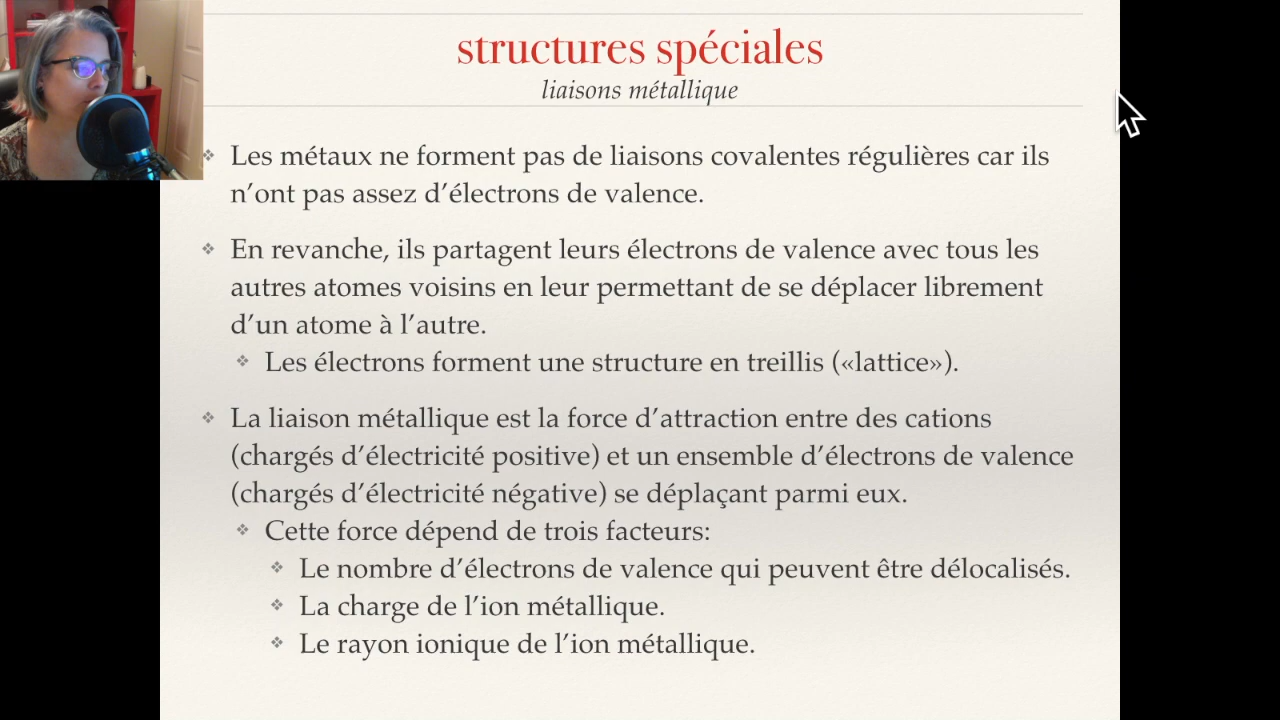 structures spéciales
liaisons métallique
Les métaux ne forment pas de liaisons covalentes régulières car ils
n’ont pas assez d’électrons de valence.
En revanche, ils partagent leurs électrons de valence avec tous les
autres atomes voisins en leur permettant de se déplacer librement
d’un atome à l’autre.
Les électrons forment une structure en treillis («lattice»).
La liaison métallique est la force d’attraction entre des cations
(chargés d’électricité positive) et un ensemble d’électrons de valence
(chargés d’électricité négative) se déplaçant parmi eux.
Cette force dépend de trois facteurs:
Le nombre d’électrons de valence qui peuvent être délocalisés.
La charge de l’ion métallique.
Le rayon ionique de l’ion métallique.